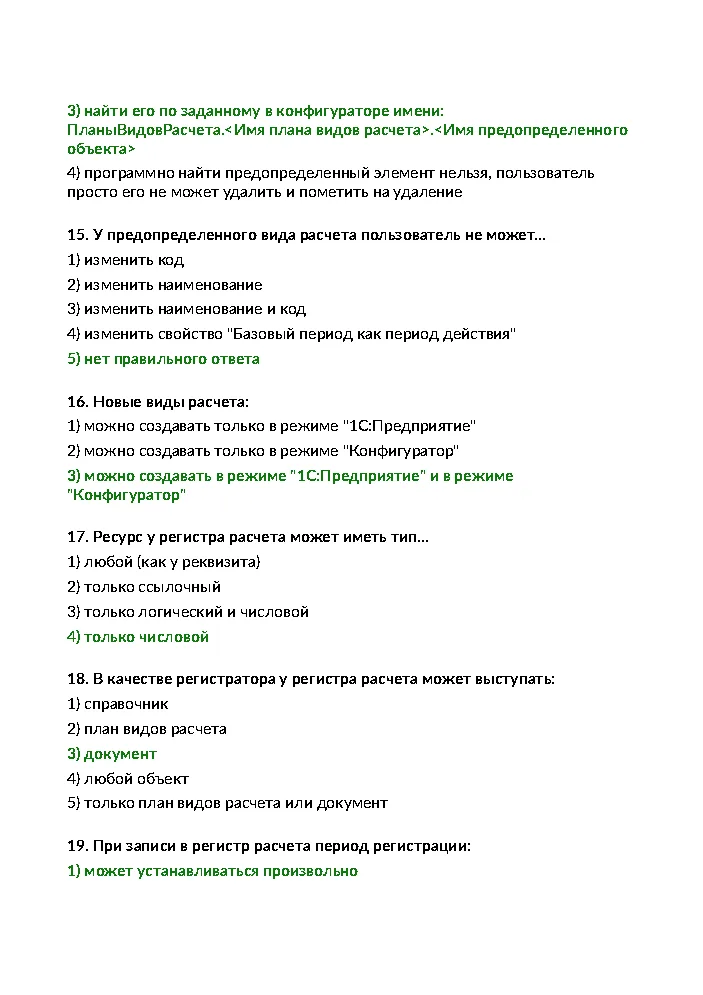 3) найти его по заданному в конфигураторе имени:
ПланыВидовРасчета.<Имя плана видов расчета>.<Имя предопределенного
объекта>
4) программно найти предопределенный элемент нельзя, пользователь
просто его не может удалить и пометить на удаление
15. У предопределенного вида расчета пользователь не может...
1) изменить код
2) изменить наименование
3) изменить наименование и код
4) изменить свойство "Базовый период как период действия"
5) нет правильного ответа
16. Новые виды расчета:
1) можно создавать только в режиме "1С:Предприятие"
2) можно создавать только в режиме "Конфигуратор"
3) можно создавать в режиме "1С:Предприятие" и в режиме
"Конфигуратор"
17. Ресурс у регистра расчета может иметь тип...
1) любой (как у реквизита)
2) только ссылочный
3) только логический и числовой
4) только числовой
18. В качестве регистратора у регистра расчета может выступать:
1) справочник
2) план видов расчета
3) документ
4) любой объект
5) только план видов расчета или документ
19. При записи в регистр расчета период регистрации:
1) может устанавливаться произвольно